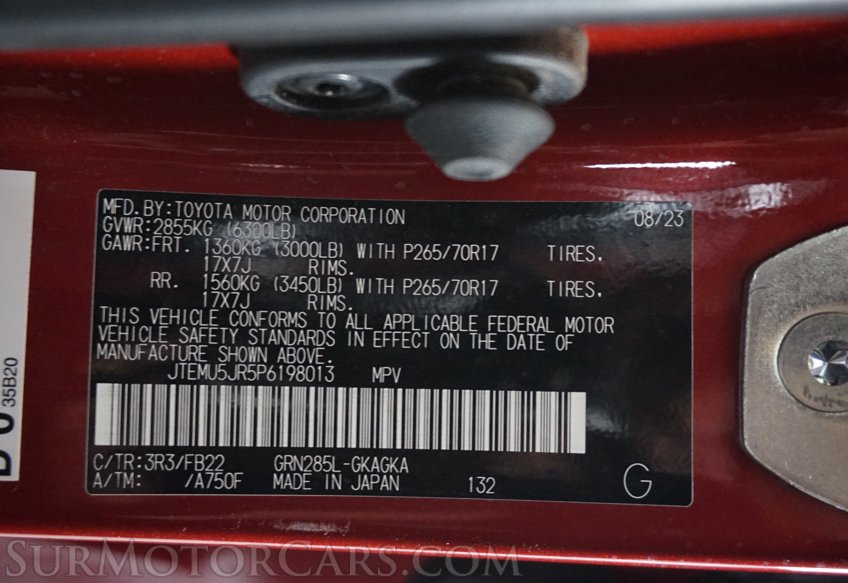 MFD.BY:TOYOTA MOTOR CORPORATION 08/23
GVWR:2855KG (6300LB)
GAWR:FRT. 1360KG (3000LB) WITH P265/70R17 TIRES,
17X7J RIMS.
RR. 1560KG (3450LB) WITH P265/70R17 TIRES,
17X7J RIMS.
THIS VEHICLE CONFORMS TO ALL APPLICABLE FEDERAL MOTOR
VEHICLE SAFETY STANDARDS IN EFFECT ON THE DATE OF
MANUFACTURE SHOWN ABOVE.
JTEMU5JR5P6198013 MPV
C/TR:3R3/FB22 GRN285L-GKAGKA
A/TM: /A750F MADE IN JAPAN 132 G
35B20
SurMotorCars.com